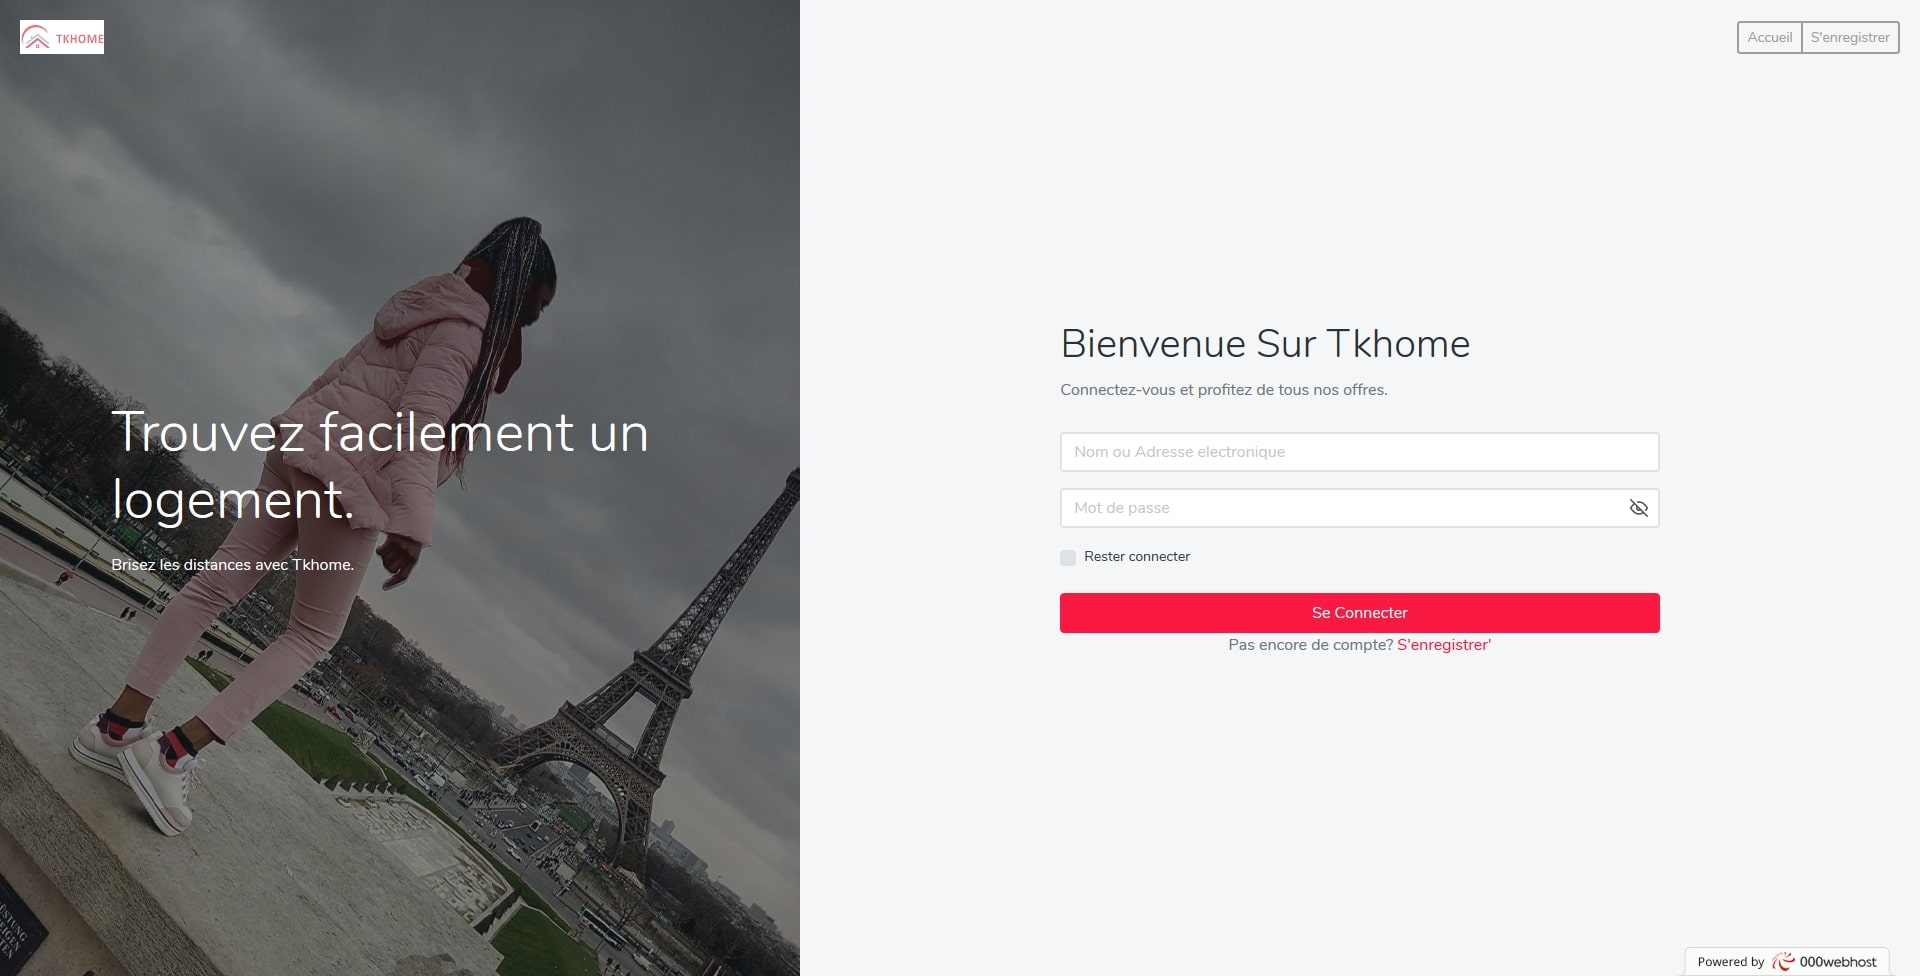 TKHOME
Accueil
S'enregistrer
Trouvez facilement un
logement.
Brisez les distances avec Tkhome.
Bienvenue Sur Tkhome
Connectez-vous et profitez de tous nos offres.
Nom ou Adresse electronique
Mot de passe
Rester connecter
Se Connecter
Pas encore de compte? S'enregistrer'
Powered by 000webhost